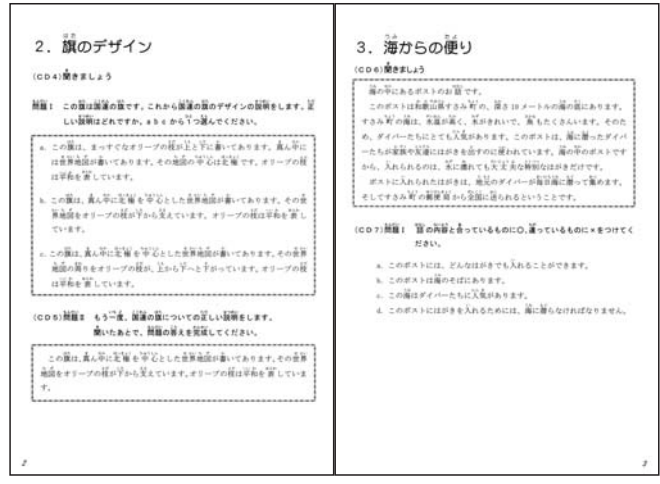 2．旗のデザイン
(CD4)聞きましょう
問題Ⅰ この旗は国連の旗です。これから国連の旗のデザインの説明をします。正
しい説明はどれですか。abcから1つ選んでください。
a. この旗は、まっすぐなオリーブの枝が上と下に書いてあります。真ん中に
は世界地図が書いてあります。その地図の中心は北極です。オリーブの枝
は平和を表しています。
b. この旗は、真ん中に北極を中心とした世界地図が書いてあります。その世
界地図をオリーブの枝が下から支えています。オリーブの枝は平和を表し
ています。
c. この旗は、真ん中に北極を中心とした世界地図が書いてあります。その世界
地図の周りをオリーブの枝が、上から下へと下がっています。オリーブの枝
は平和を表しています。
(CD5)問題Ⅱ もう一度、国連の旗についての正しい説明をします。
聞いたあとで、問題の答えを完成してください。
この旗は、真ん中に北極を中心とした世界地図が書いてあります。その世界
地図をオリーブの枝が下から支えています。オリーブの枝は平和を表していま
す。
2
3．海からの便り
(CD6)聞きましょう
海の中にあるポストのお話です。
このポストは和歌山県すさみ町の、深さ10メートルの海の底にあります。
すさみ町の海は、水温が高く、水がきれいで、魚もたくさんいます。そのた
め、ダイバーたちにとても人気があります。このポストは、海に潜ったダイバ
ーたちが家族や友達にはがきを出すのに使われています。海の中のポストです
から、入れられるのは、水に濡れても大丈夫な特別なはがきだけです。
ポストに入れられたはがきは、地元のダイバーが毎日海に潜って集めます。
そしてすさみ町の郵便局から全国に送られるということです。
(CD7)問題Ⅰ 話の内容と合っているものに○、違っているものに×をつけてく
ださい。
a. このポストには、どんなはがきでも入れることができます。
b. このポストは海のそばにあります。
c. この海はダイバーたちに人気があります。
d. このポストにはがきを入れるためには、海に潜らなければなりません。
3